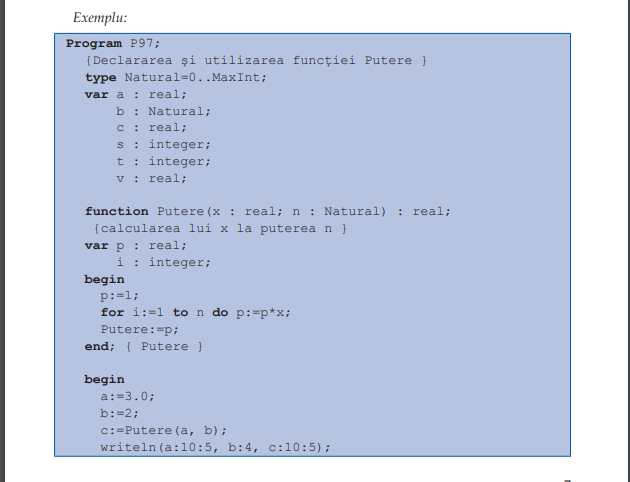 Exemplu:
Program P97;
{Declararea și utilizarea funcției Putere }
type Natural=0..MaxInt;
var a : real;
b : Natural;
c : real;
s : integer;
t : integer;
v : real;
function Putere(x : real; n : Natural) : real;
{calcularea lui x la puterea n }
var p : real;
i : integer;
begin
p:=1;
for i:=1 to n do p:=p*x;
Putere:=p;
end; { Putere }
begin
a:=3.0;
b:=2;
c:=Putere(a, b);
writeln(a:10:5, b:4, c:10:5);